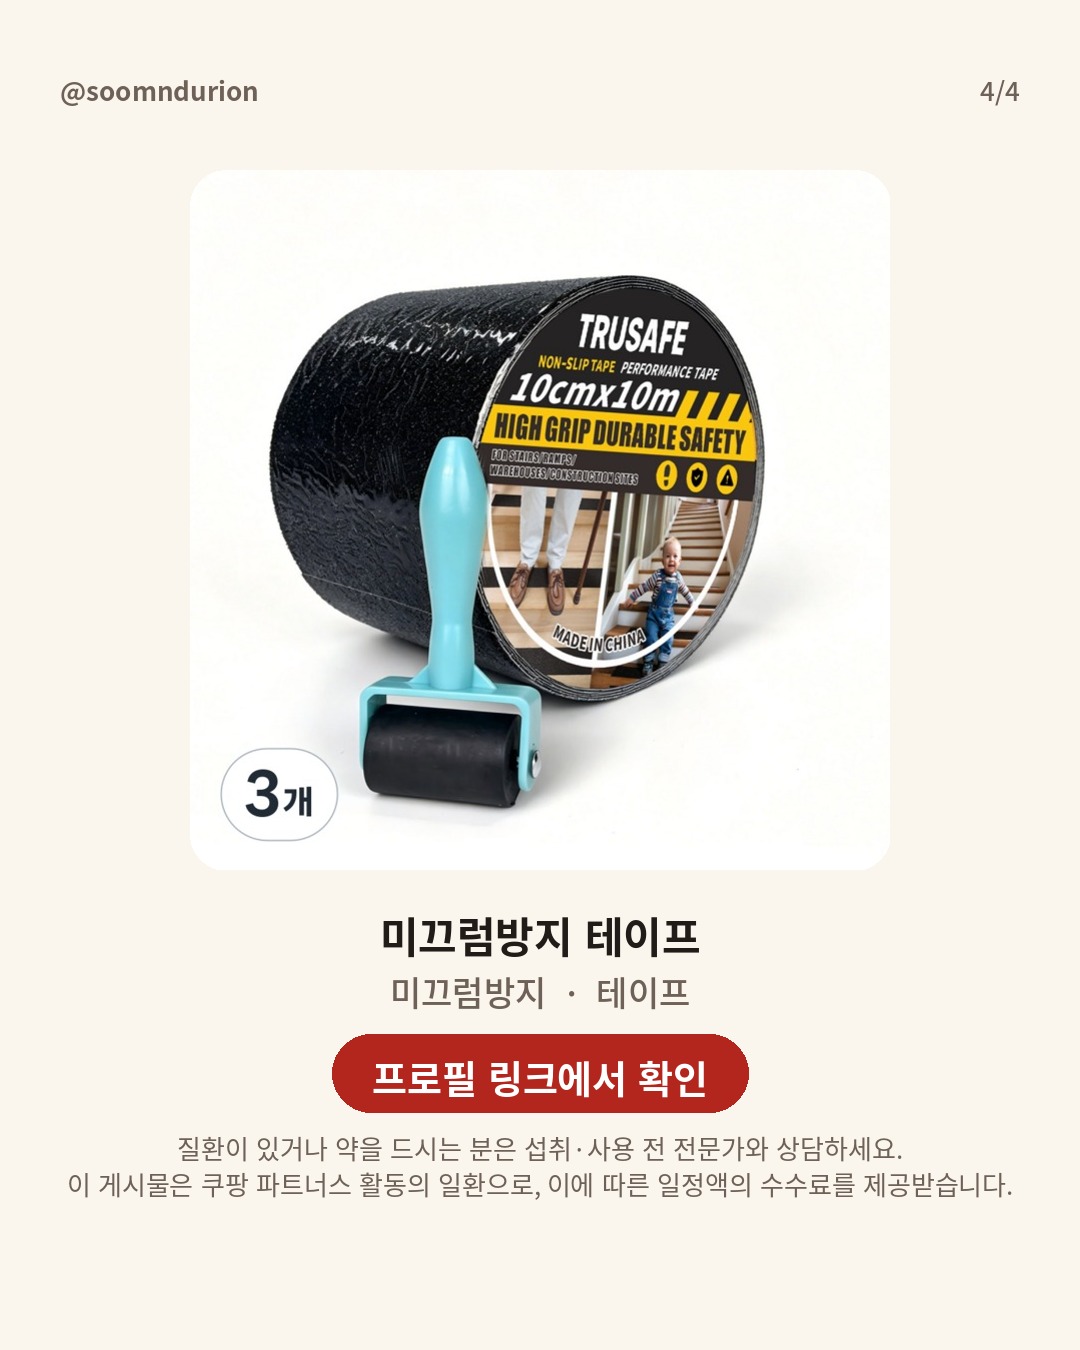 @soomndurion
4/4
TRUSAFE
NON-SLIP TAPE PERFORMANCE TAPE
10cmx10m
HIGH GRIP DURABLE SAFETY
FOR STAIRS/RAMPS/
WAREHOUSES/CONSTRUCTION SITES
MADE IN CHINA
3개
미끄럼방지 테이프
미끄럼방지 · 테이프
프로필 링크에서 확인
질환이 있거나 약을 드시는 분은 섭취·사용 전 전문가와 상담하세요.
이 게시물은 쿠팡 파트너스 활동의 일환으로, 이에 따른 일정액의 수수료를 제공받습니다.